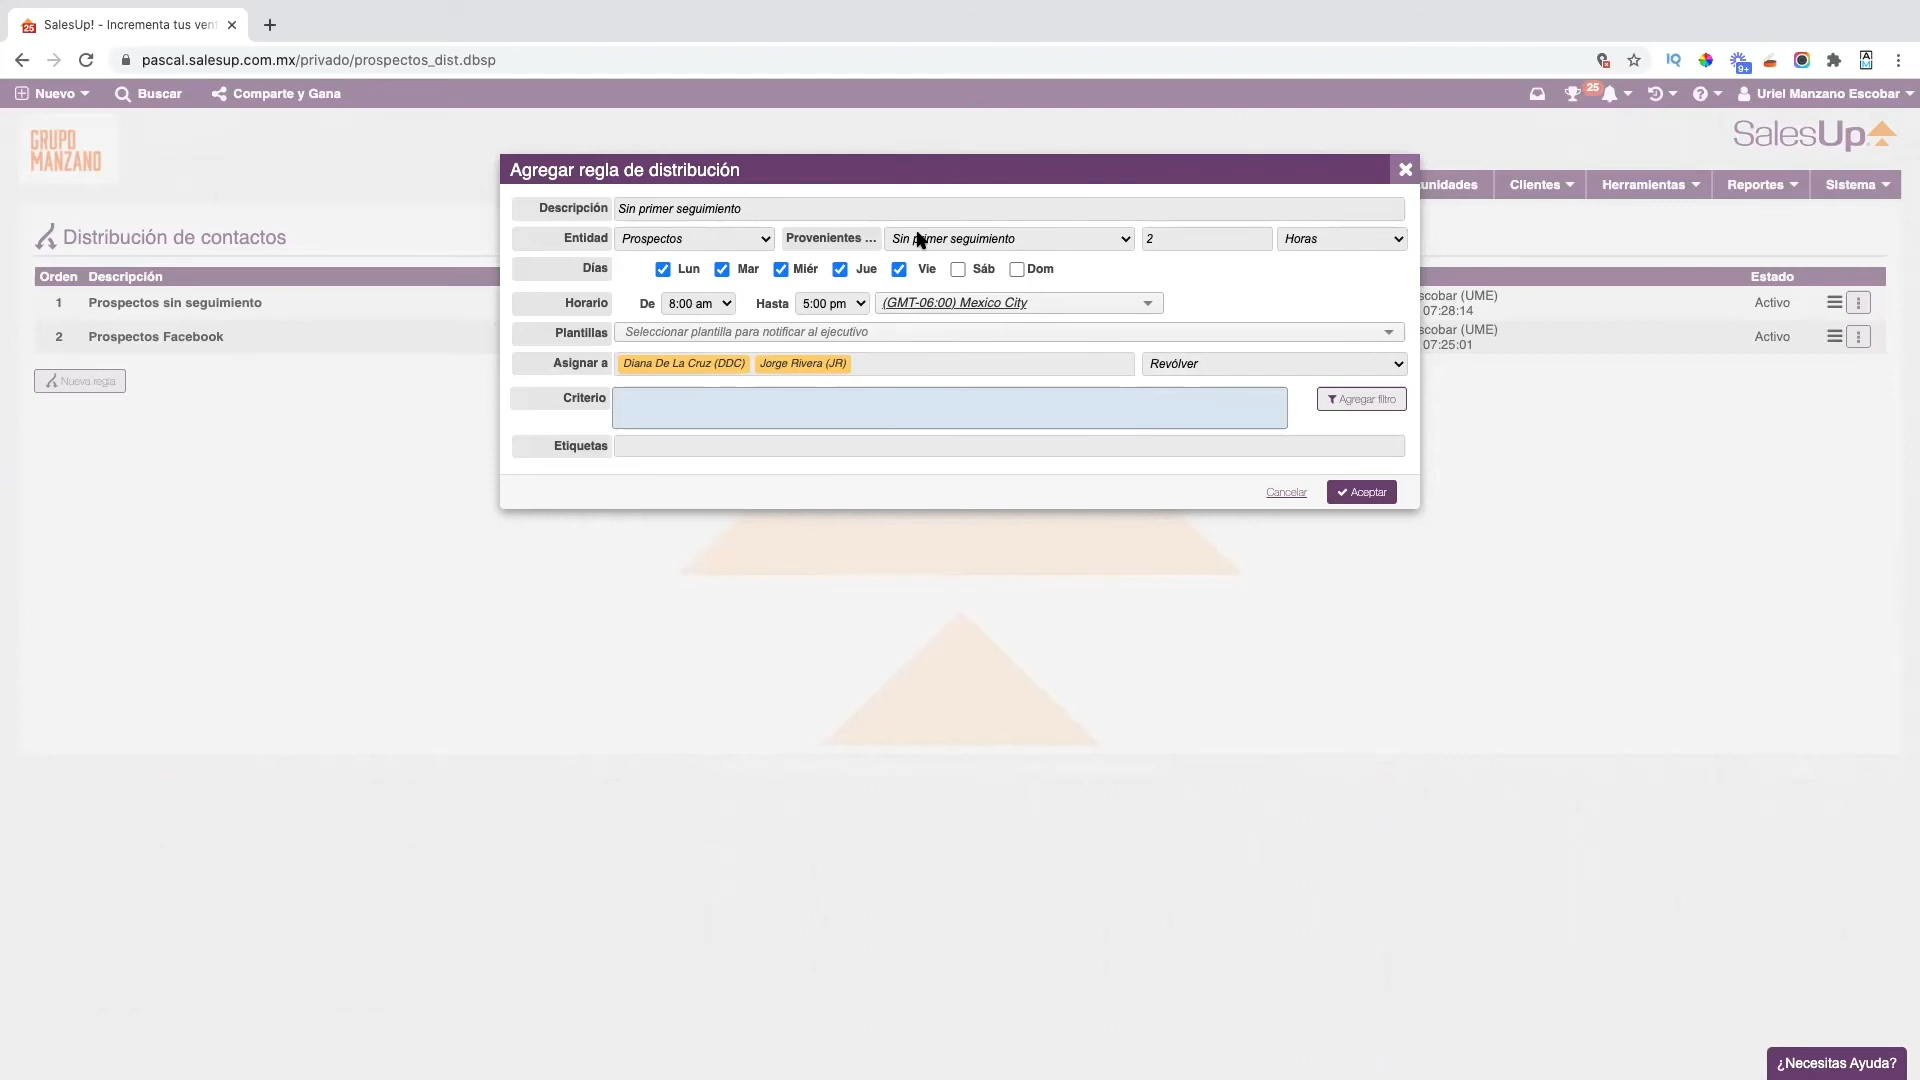 SalesUp! - Incrementa tus vent
pascal.salesup.com.mx/privado/prospectos_dist.dbsp
IQ 9+
Nuevo Buscar Comparte y Gana 25 Uriel Manzano Escobar
GRUPO
MANZANO
SalesUp
Agregar regla de distribución
unidades Clientes Herramientas Reportes Sistema
Descripción Sin primer seguimiento
Entidad Prospectos Provenientes ... Sin primer seguimiento 2 Horas
Distribución de contactos
Días Lun Mar Miér Jue Vie Sáb Dom
Orden Descripción Estado
Horario De 8:00 am Hasta 5:00 pm (GMT-06:00) Mexico City
1 Prospectos sin seguimiento scobar (UME) Activo
07:28:14
Plantillas Seleccionar plantilla para notificar al ejecutivo
2 Prospectos Facebook scobar (UME) Activo
07:25:01
Asignar a Diana De La Cruz (DDC) Jorge Rivera (JR) Revólver
Nueva regla
Criterio Agregar filtro
Etiquetas
Cancelar Aceptar
¿Necesitas Ayuda?